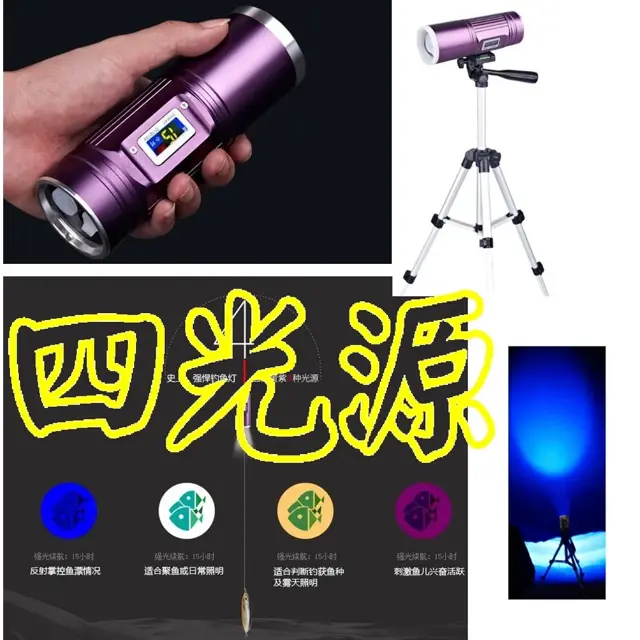 51
四光源
强悍钓鱼灯
种光源
强光续航：15小时
强光续航：15小时
强光续航：15小时
强光续航：15小时
反射掌控鱼漂情况
适合聚鱼或日常照明
适合判断钓获鱼种
及雾天照明
刺激鱼儿兴奋活跃